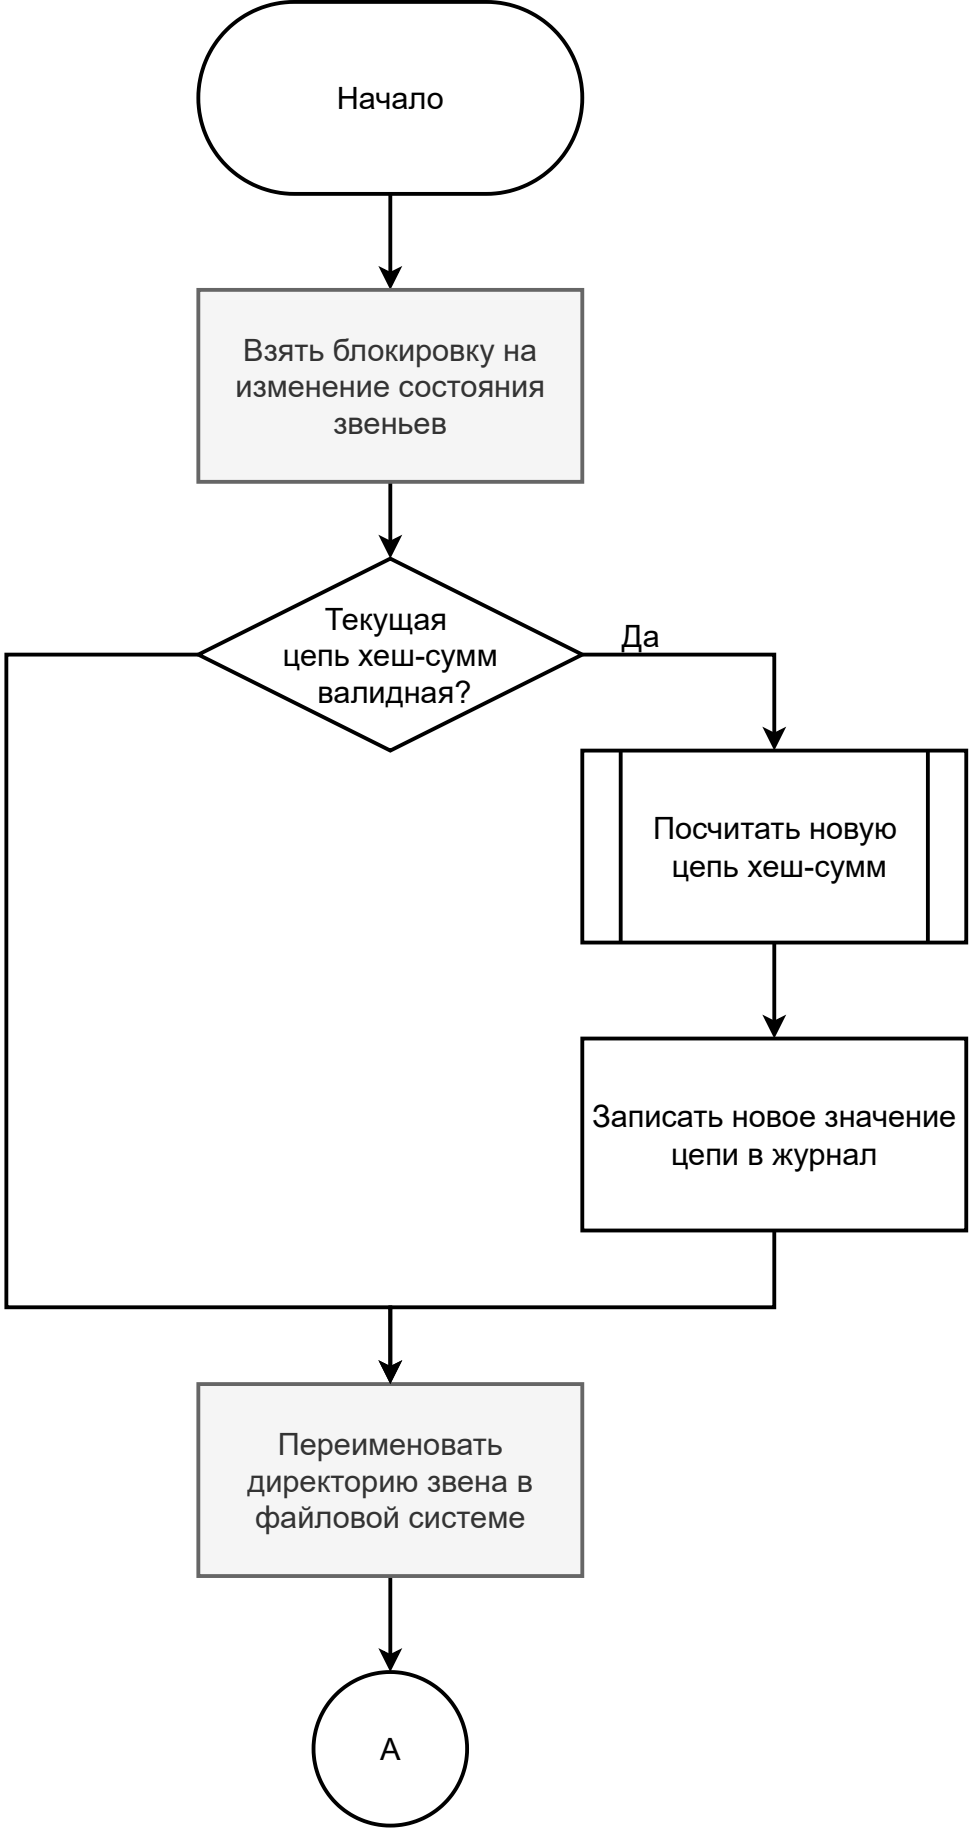 Начало
Взять блокировку на
изменение состояния
звеньев
Текущая
цепь хеш-сумм
валидная?
Да
Посчитать новую
цепь хеш-сумм
Записать новое значение
цепи в журнал
Переименовать
директорию звена в
файловой системе
А